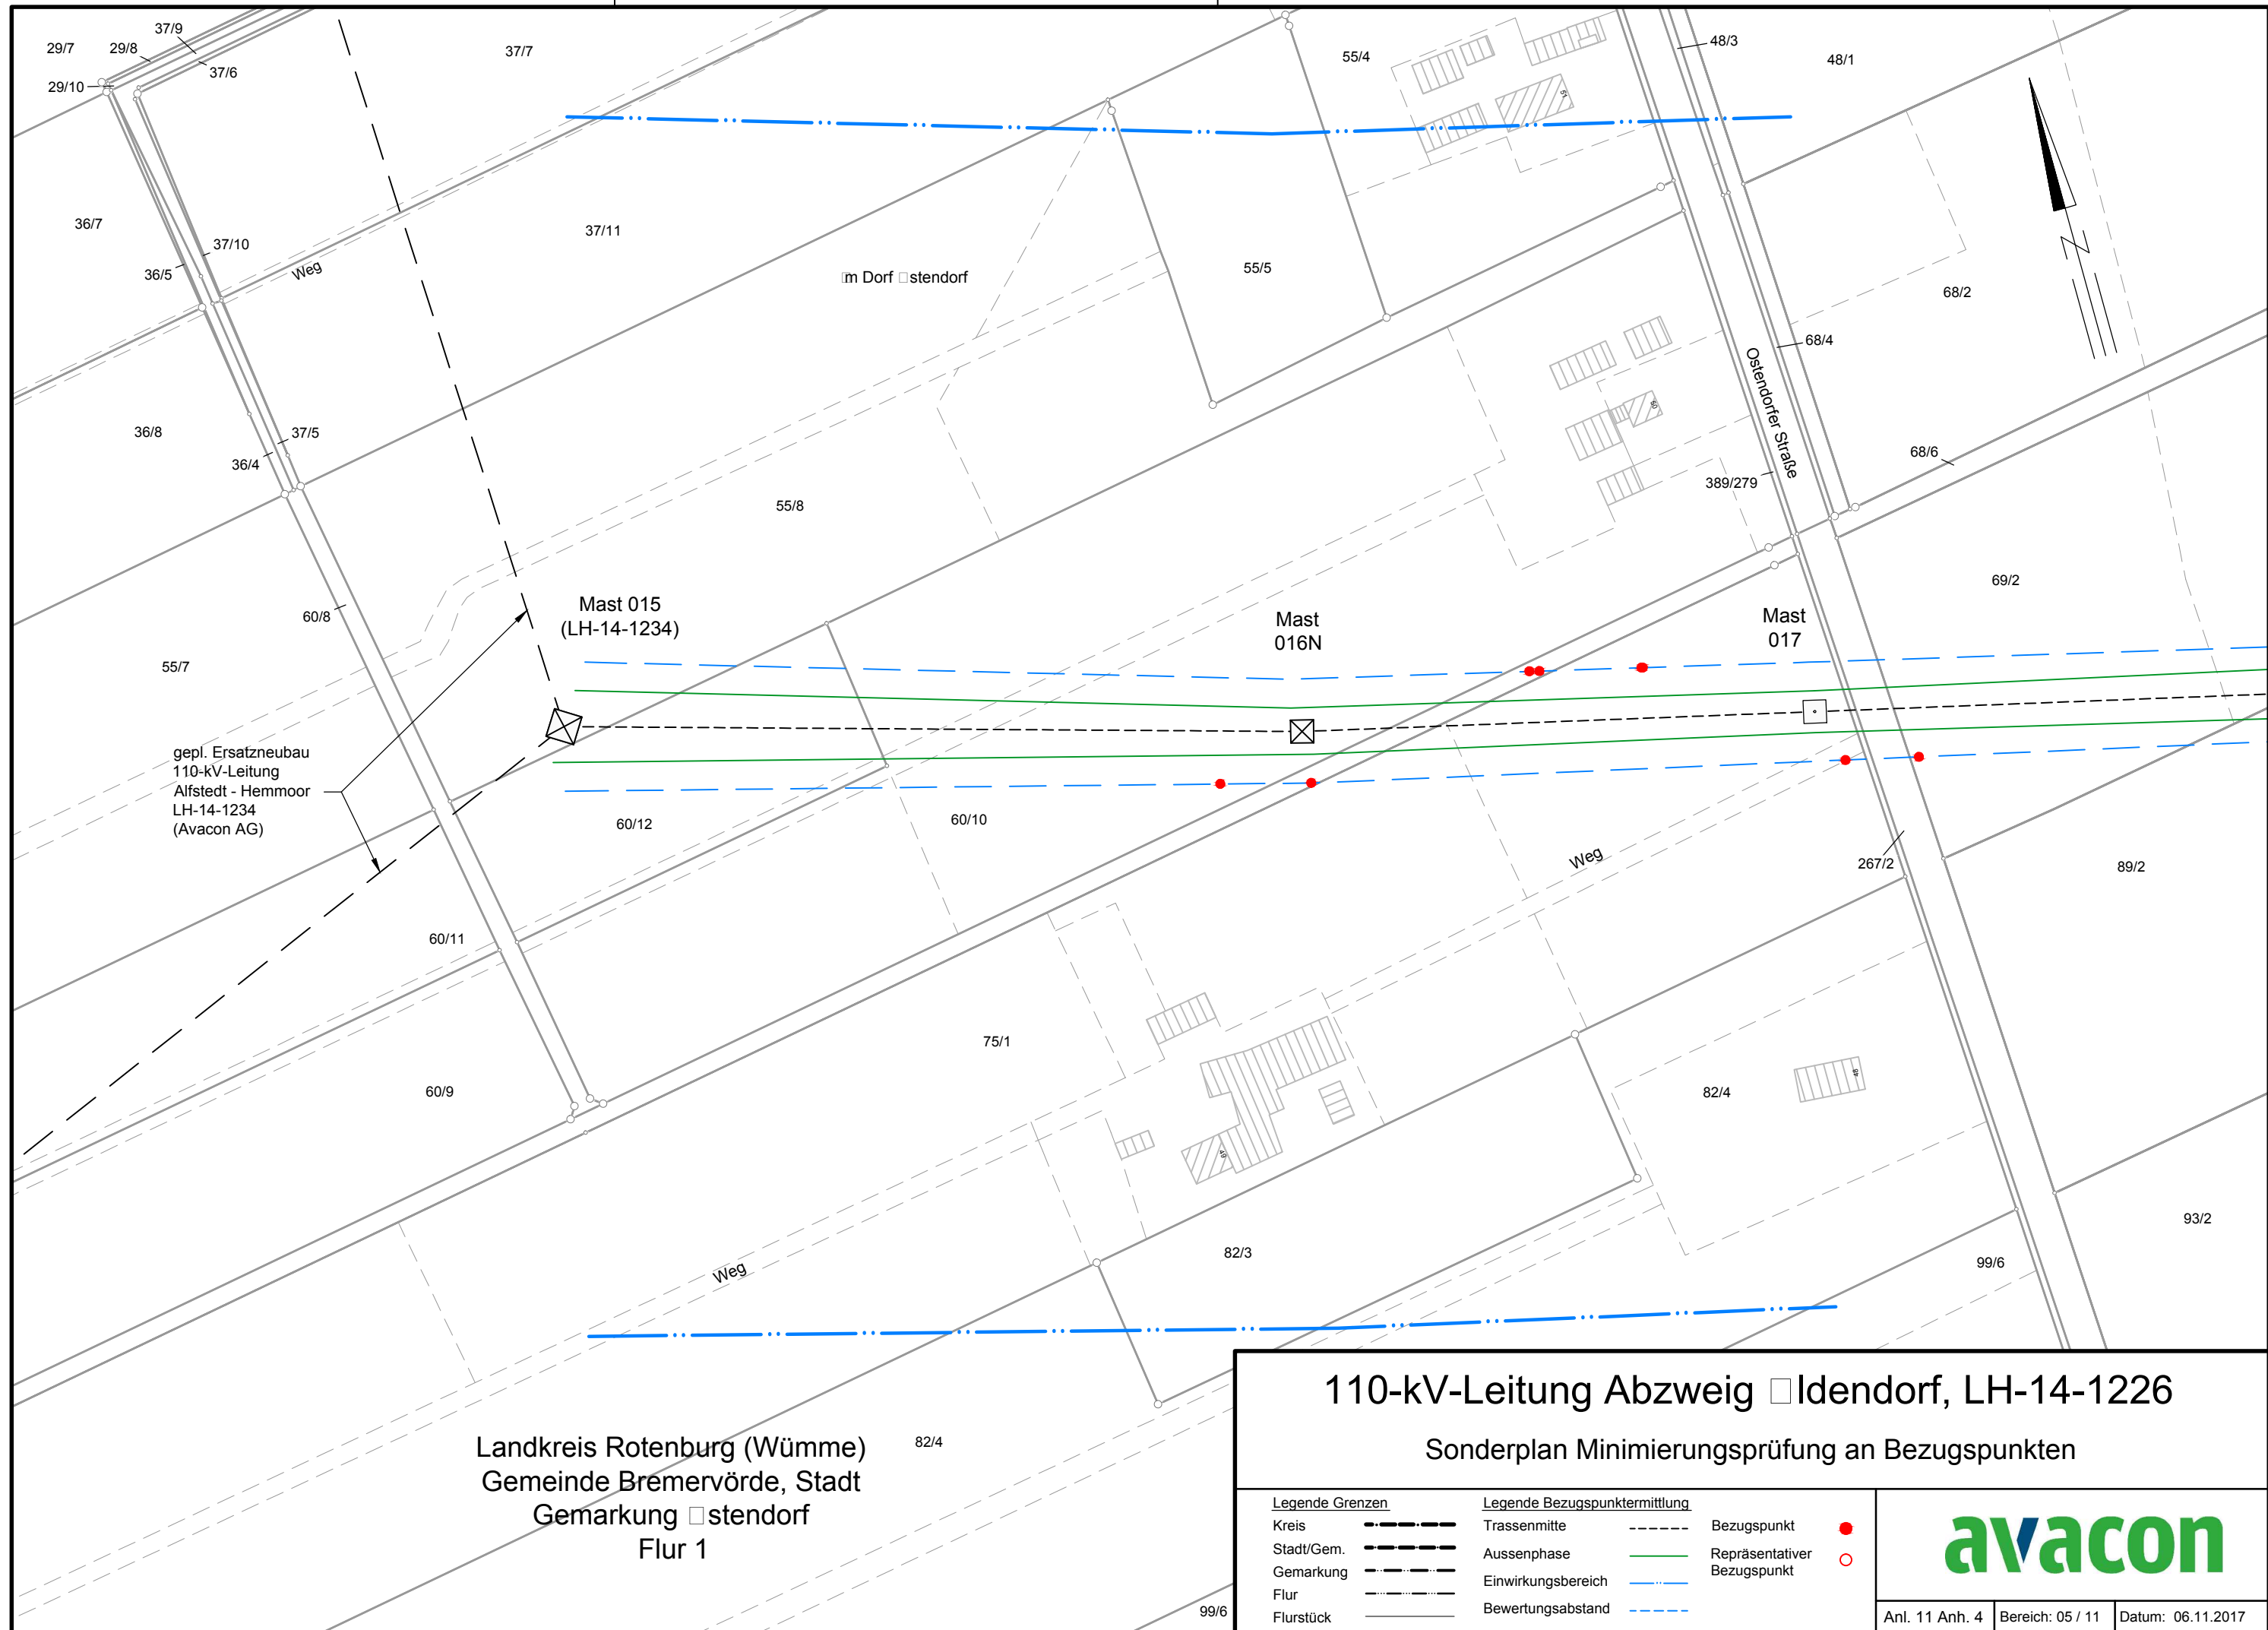 29/7
29/8
37/9
37/6
29/10
37/7
55/4
51
48/3
48/1
36/7
37/10
36/5
Weg
37/11
□m Dorf □stendorf
55/5
N
68/2
68/4
Ostendorfer Straße
50
36/8
37/5
36/4
55/8
389/279
68/6
69/2
60/8
55/7
Mast 015
(LH-14-1234)
Mast
016N
Mast
017
gepl. Ersatzneubau
110-kV-Leitung
Alfstedt - Hemmoor
LH-14-1234
(Avacon AG)
60/12
60/10
Weg
267/2
89/2
60/11
60/9
75/1
49
82/4
48
93/2
82/3
99/6
Weg
82/4
99/6
Landkreis Rotenburg (Wümme)
Gemeinde Bremervörde, Stadt
Gemarkung □stendorf
Flur 1
110-kV-Leitung Abzweig □ldendorf, LH-14-1226
Sonderplan Minimierungsprüfung an Bezugspunkten
Legende Grenzen
Kreis
Stadt/Gem.
Gemarkung
Flur
Flurstück
Legende Bezugspunktermittlung
Trassenmitte
Aussenphase
Einwirkungsbereich
Bewertungsabstand
Bezugspunkt
Repräsentativer
Bezugspunkt
avacon
Anl. 11 Anh. 4
Bereich: 05 / 11
Datum: 06.11.2017